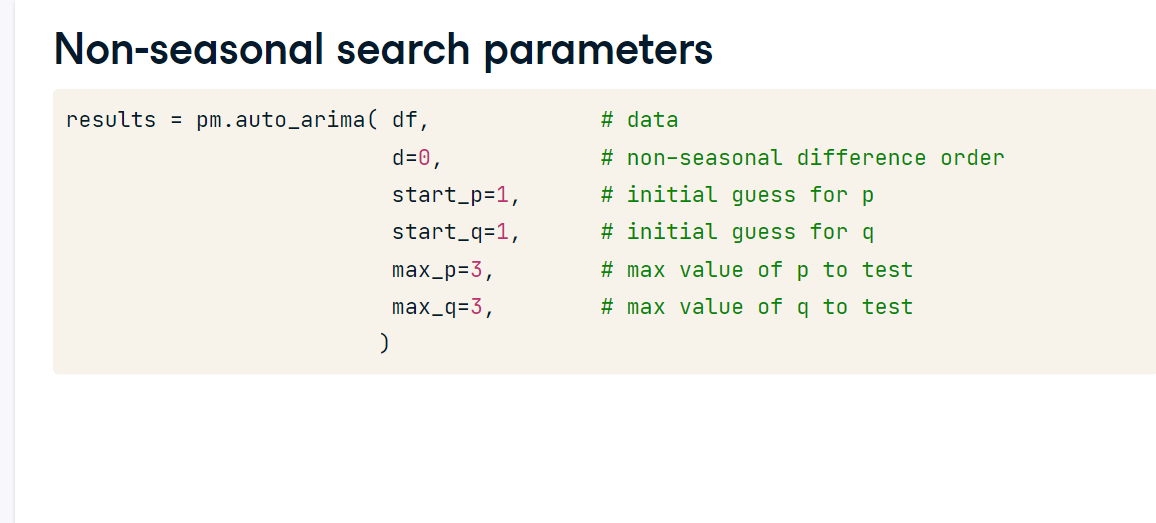 Non-seasonal search parameters
results = pm.auto_arima( df,             # data
                         d=0,            # non-seasonal difference order
                         start_p=1,      # initial guess for p
                         start_q=1,      # initial guess for q
                         max_p=3,        # max value of p to test
                         max_q=3,        # max value of q to test
                        )